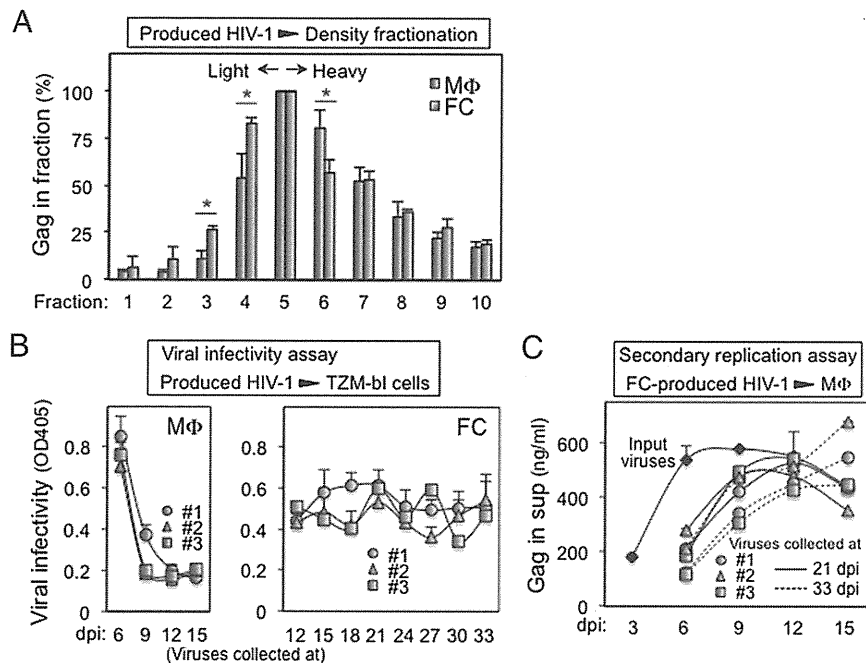 A
Produced HIV-1 ► Density fractionation
Light ←--→ Heavy
MΦ
FC
*
*
*
Gag in fraction (%)
100
75
50
25
0
Fraction: 1 2 3 4 5 6 7 8 9 10
B
Viral infectivity assay
Produced HIV-1 ► TZM-bl cells
MΦ
FC
Viral infectivity (OD405)
0.8
0.6
0.4
0.2
0
#1
#2
#3
0.8
0.6
0.4
0.2
0
#1
#2
#3
dpi: 6 9 12 15
12 15 18 21 24 27 30 33
(Viruses collected at)
C
Secondary replication assay
FC-produced HIV-1 ► MΦ
Gag in sup (ng/ml)
600
400
200
0
Input
viruses
Viruses collected at
#1
#2
#3
21 dpi
33 dpi
dpi: 3 6 9 12 15